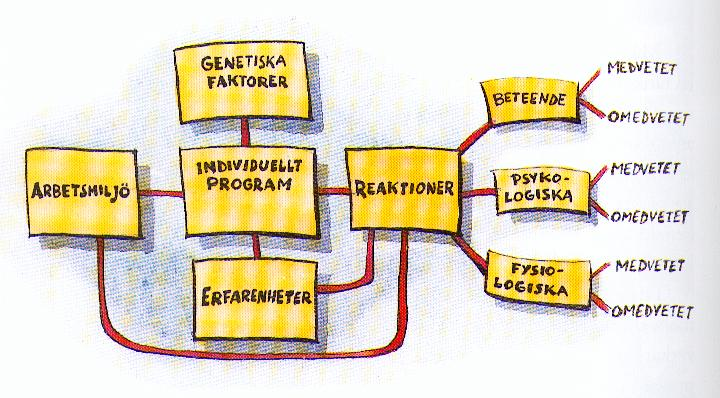 GENETISKA
FAKTORER
ARBETSMILJÖ
INDIVIDUELLT
PROGRAM
REAKTIONER
ERFARENHETER
BETEENDE
MEDVETET
OMEDVETET
PSYKO-
LOGISKA
MEDVETET
OMEDVETET
FYSIO-
LOGISKA
MEDVETET
OMEDVETET